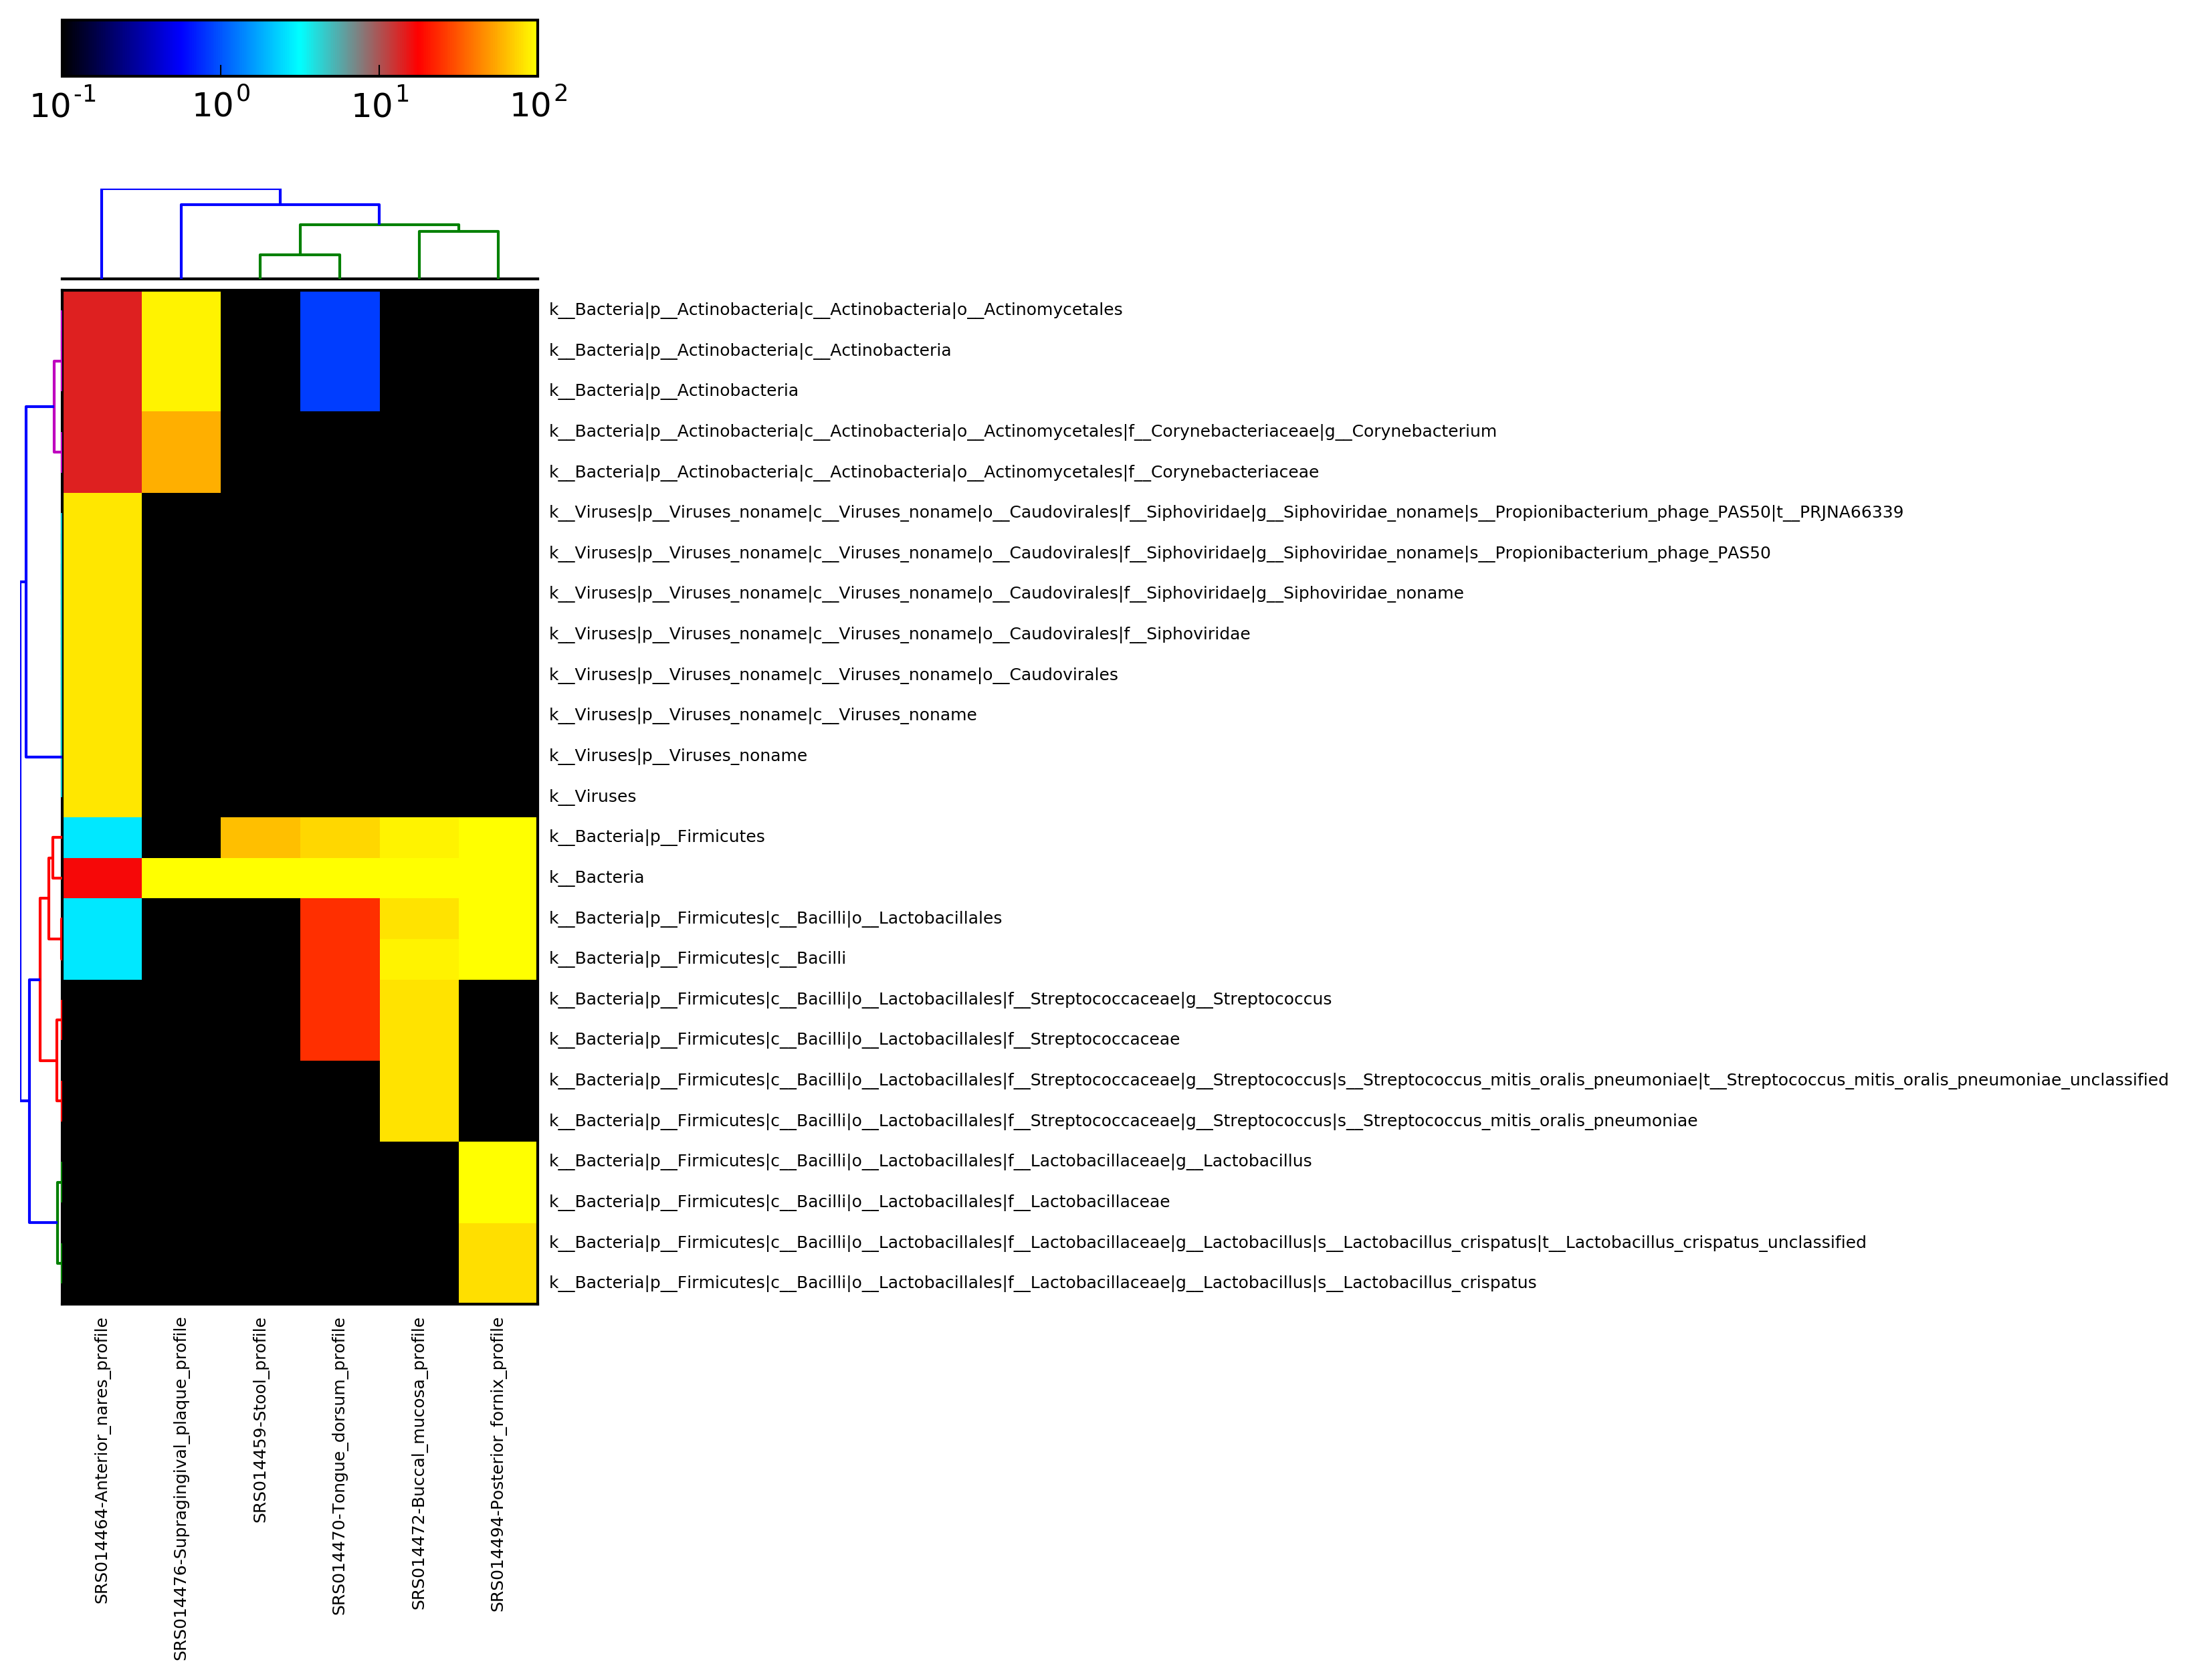 10^-1 10^0 10^1 10^2
k__Bacteria|p__Actinobacteria|c__Actinobacteria|o__Actinomycetales
k__Bacteria|p__Actinobacteria|c__Actinobacteria
k__Bacteria|p__Actinobacteria
k__Bacteria|p__Actinobacteria|c__Actinobacteria|o__Actinomycetales|f__Corynebacteriaceae|g__Corynebacterium
k__Bacteria|p__Actinobacteria|c__Actinobacteria|o__Actinomycetales|f__Corynebacteriaceae
k__Viruses|p__Viruses_noname|c__Viruses_noname|o__Caudovirales|f__Siphoviridae|g__Siphoviridae_noname|s__Propionibacterium_phage_PAS50|t__PRJNA66339
k__Viruses|p__Viruses_noname|c__Viruses_noname|o__Caudovirales|f__Siphoviridae|g__Siphoviridae_noname|s__Propionibacterium_phage_PAS50
k__Viruses|p__Viruses_noname|c__Viruses_noname|o__Caudovirales|f__Siphoviridae|g__Siphoviridae_noname
k__Viruses|p__Viruses_noname|c__Viruses_noname|o__Caudovirales|f__Siphoviridae
k__Viruses|p__Viruses_noname|c__Viruses_noname|o__Caudovirales
k__Viruses|p__Viruses_noname|c__Viruses_noname
k__Viruses|p__Viruses_noname
k__Viruses
k__Bacteria|p__Firmicutes
k__Bacteria
k__Bacteria|p__Firmicutes|c__Bacilli|o__Lactobacillales
k__Bacteria|p__Firmicutes|c__Bacilli
k__Bacteria|p__Firmicutes|c__Bacilli|o__Lactobacillales|f__Streptococcaceae|g__Streptococcus
k__Bacteria|p__Firmicutes|c__Bacilli|o__Lactobacillales|f__Streptococcaceae
k__Bacteria|p__Firmicutes|c__Bacilli|o__Lactobacillales|f__Streptococcaceae|g__Streptococcus|s__Streptococcus_mitis_oralis_pneumoniae|t__Streptococcus_mitis_oralis_pneumoniae_unclassified
k__Bacteria|p__Firmicutes|c__Bacilli|o__Lactobacillales|f__Streptococcaceae|g__Streptococcus|s__Streptococcus_mitis_oralis_pneumoniae
k__Bacteria|p__Firmicutes|c__Bacilli|o__Lactobacillales|f__Lactobacillaceae|g__Lactobacillus
k__Bacteria|p__Firmicutes|c__Bacilli|o__Lactobacillales|f__Lactobacillaceae
k__Bacteria|p__Firmicutes|c__Bacilli|o__Lactobacillales|f__Lactobacillaceae|g__Lactobacillus|s__Lactobacillus_crispatus|t__Lactobacillus_crispatus_unclassified
k__Bacteria|p__Firmicutes|c__Bacilli|o__Lactobacillales|f__Lactobacillaceae|g__Lactobacillus|s__Lactobacillus_crispatus
SRS014464-Anterior_nares_profile
SRS014476-Supragingival_plaque_profile
SRS014459-Stool_profile
SRS014470-Tongue_dorsum_profile
SRS014472-Buccal_mucosa_profile
SRS014494-Posterior_fornix_profile